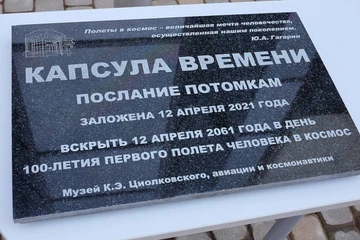 Полеты в космос – величайшая мечта человечества,
осуществленная нашим поколением.
Ю.А. Гагарин
КАПСУЛА ВРЕМЕНИ
ПОСЛАНИЕ ПОТОМКАМ
ЗАЛОЖЕНА 12 АПРЕЛЯ 2021 ГОДА
ВСКРЫТЬ 12 АПРЕЛЯ 2061 ГОДА В ДЕНЬ
100-ЛЕТИЯ ПЕРВОГО ПОЛЕТА ЧЕЛОВЕКА В КОСМОС
Музей К.Э. Циолковского, авиации и космонавтики